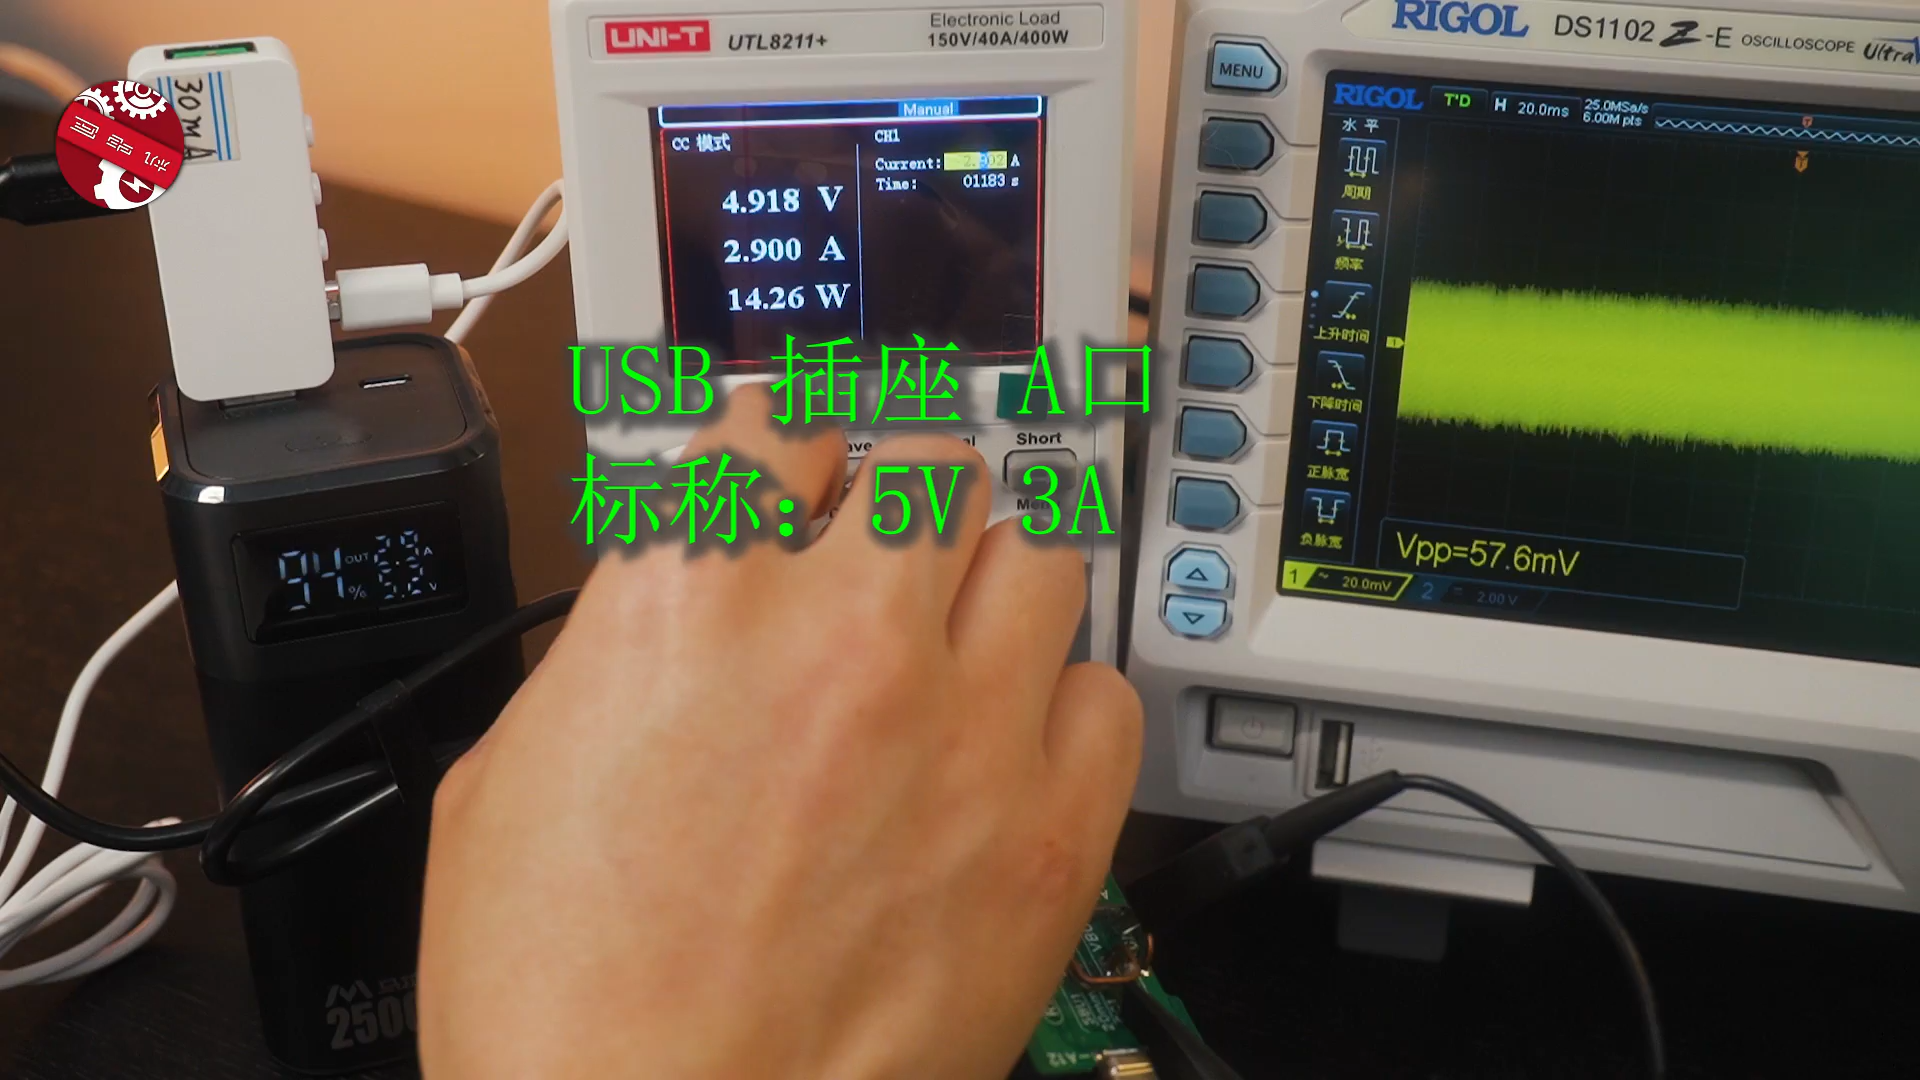 30mA
UNI-T UTL8211+
Electronic Load
150V/40A/400W
Manual
CC 模式
4.918 V
2.900 A
14.26 W
CH1
Current: A
Time: 01183 s
USB 插座 A口
标称：5V 3A
Short
94% OUT
2500
RIGOL DS1102 Z-E OSCILLOSCOPE Ultra
MENU
RIGOL T'D H 20.0ms 25.0MSa/s
6.00M pts
水平
周期
频率
上升时间
下降时间
正脉宽
负脉宽
Vpp=57.6mV
1 ~ 20.0mV 2 = 2.00 V
A12